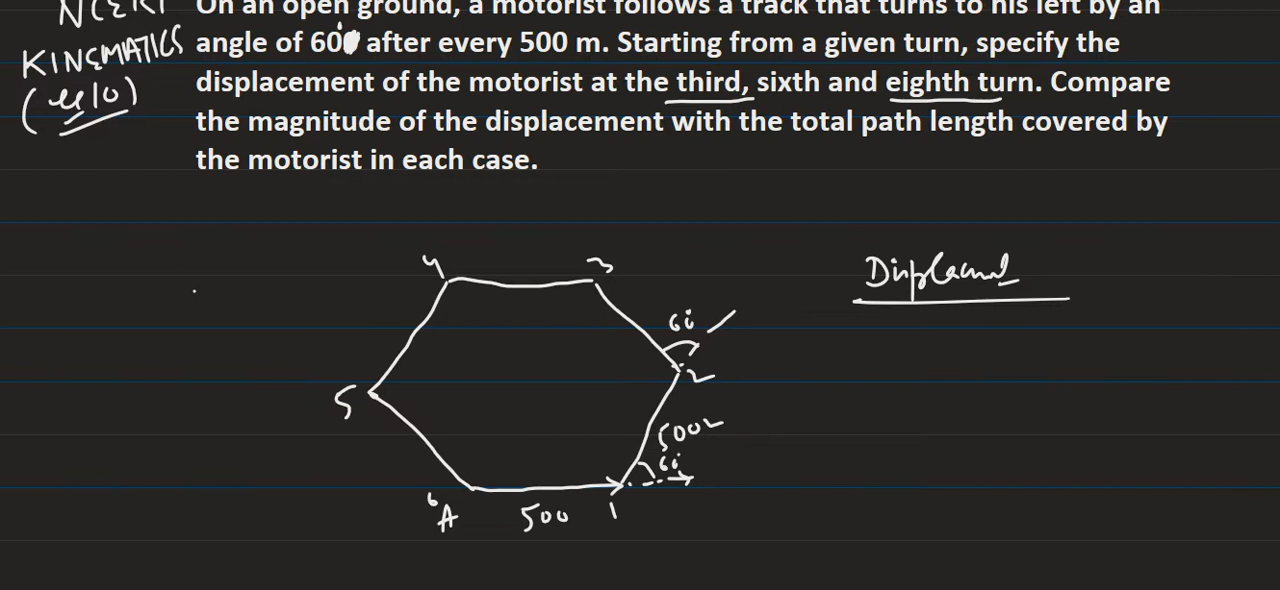 NCERT
KINEMATICS
On an open ground, a motorist follows a track that turns to his left by an
angle of 60° after every 500 m. Starting from a given turn, specify the
displacement of the motorist at the third, sixth and eighth turn. Compare
the magnitude of the displacement with the total path length covered by
the motorist in each case.
Displacement
4
3
60°
2
5
500
60°
6
A
500
1